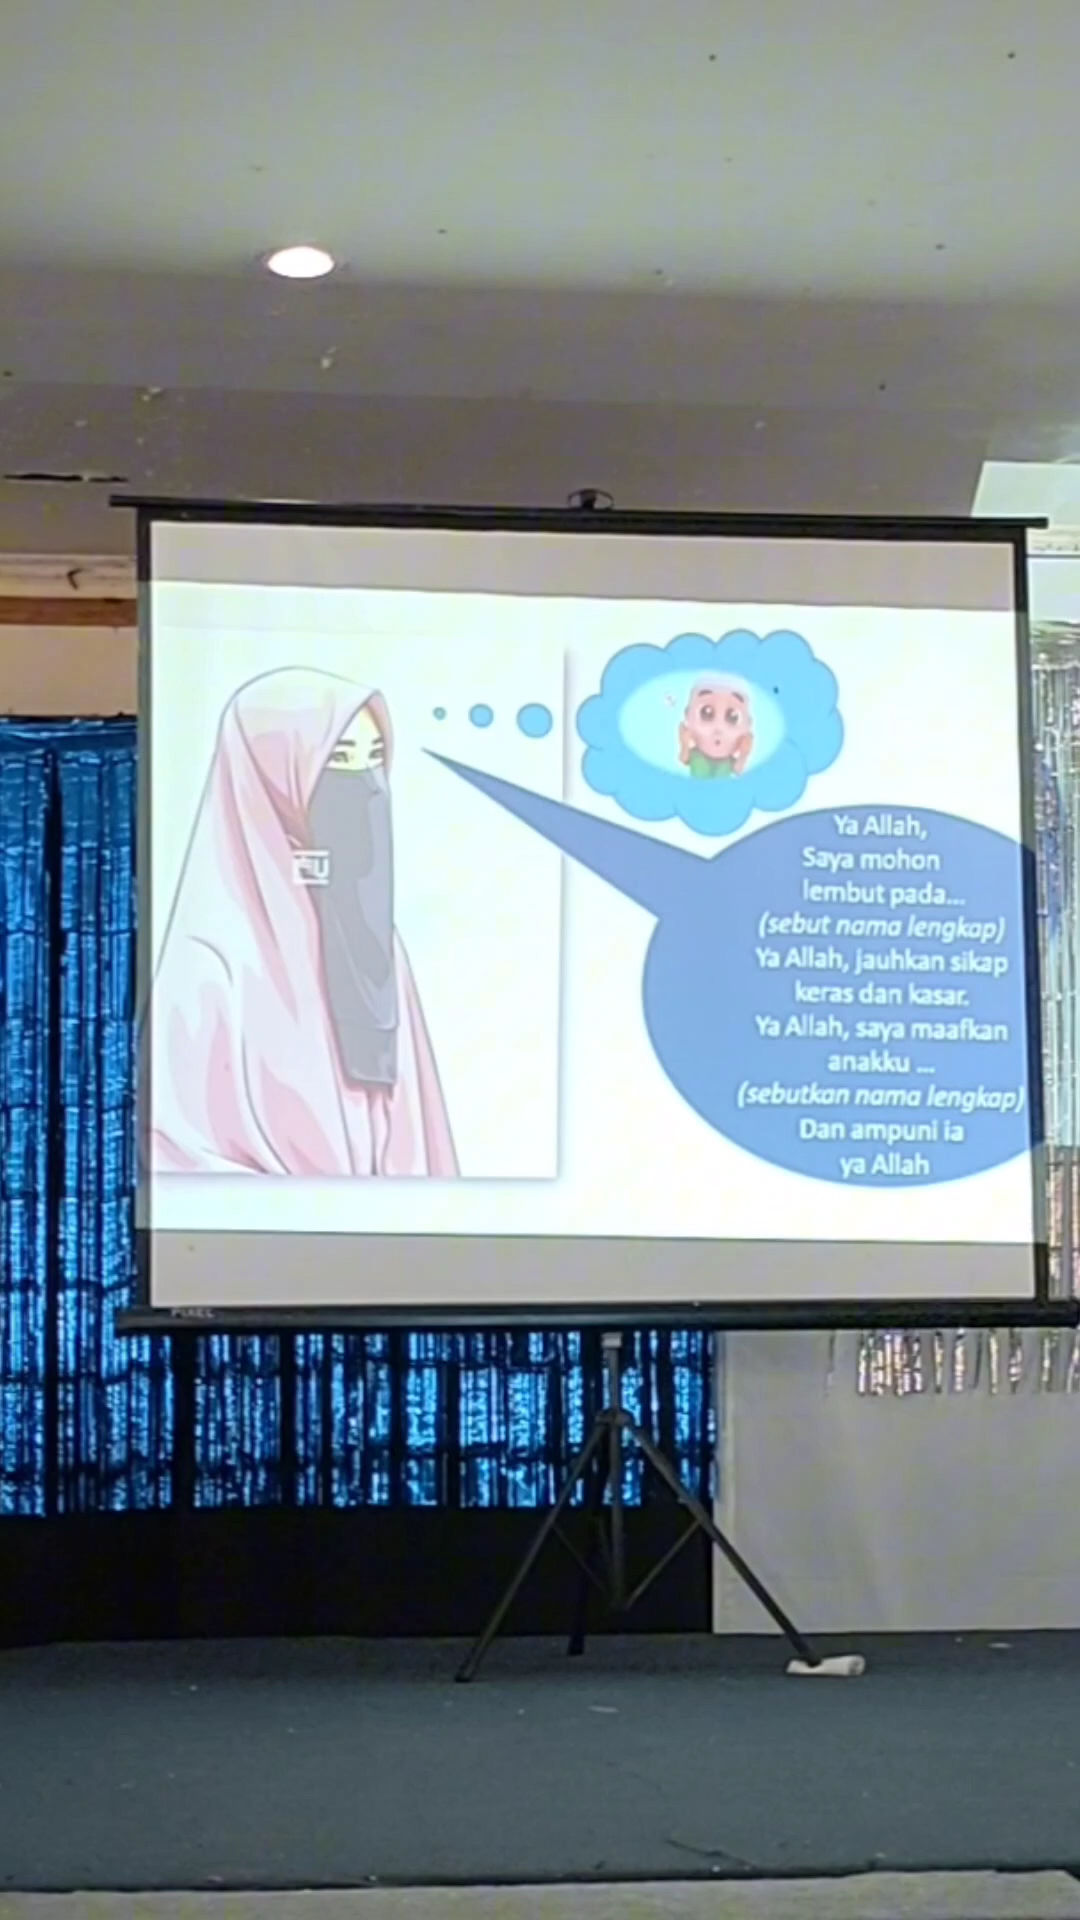 Ya Allah,
Saya mohon
lembut pada...
(sebut nama lengkap)
Ya Allah, jauhkan sikap
keras dan kasar.
Ya Allah, saya maafkan
anakku ...
(sebutkan nama lengkap)
Dan ampuni ia
ya Allah
PIXEL